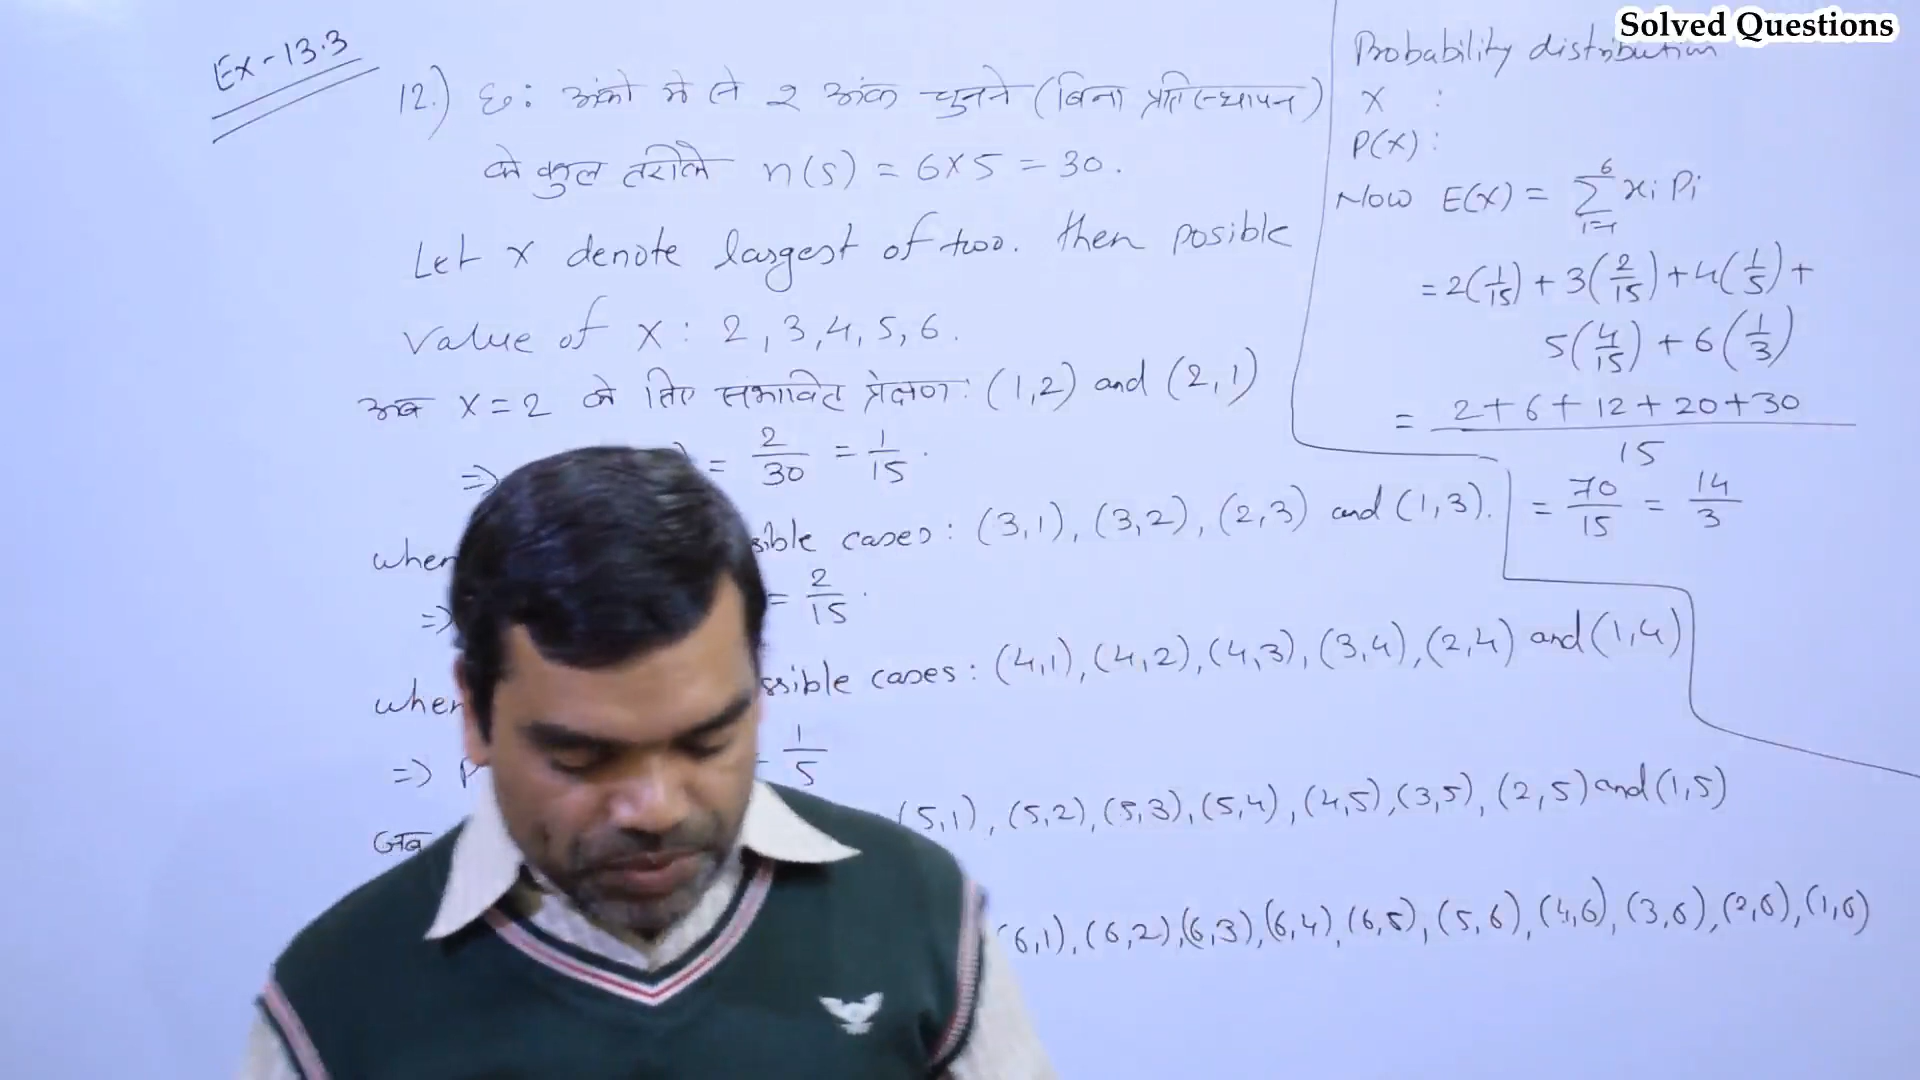 Solved Questions
Ex-13.3
12.) छः अंको मे से 2 अंक चुनने (बिना प्रतिस्थापन)
के कुल तरीके n(s) = 6×5 = 30.
Let x denote largest of two. then posible
value of X : 2, 3, 4, 5, 6.
अब X=2 के लिए संभावित प्रेक्षण: (1,2) and (2,1)
=> ) = 2/30 = 1/15.
when cases: (3,1), (3,2), (2,3) and (1,3).
=> = 2/15.
when cases: (4,1), (4,2), (4,3), (3,4), (2,4) and (1,4)
=> P 1/5
जब (5,1), (5,2), (5,3), (5,4), (4,5), (3,5), (2,5) and (1,5)
(6,1), (6,2), (6,3), (6,4), (6,5), (5,6), (4,6), (3,6), (2,6), (1,6)
Probability distribution
X :
P(X) :
Now E(X) = 6∑i=1 xi Pi
= 2(1/15) + 3(2/15) + 4(1/5) +
5(4/15) + 6(1/3)
= 2+6+12+20+30/15
= 70/15 = 14/3